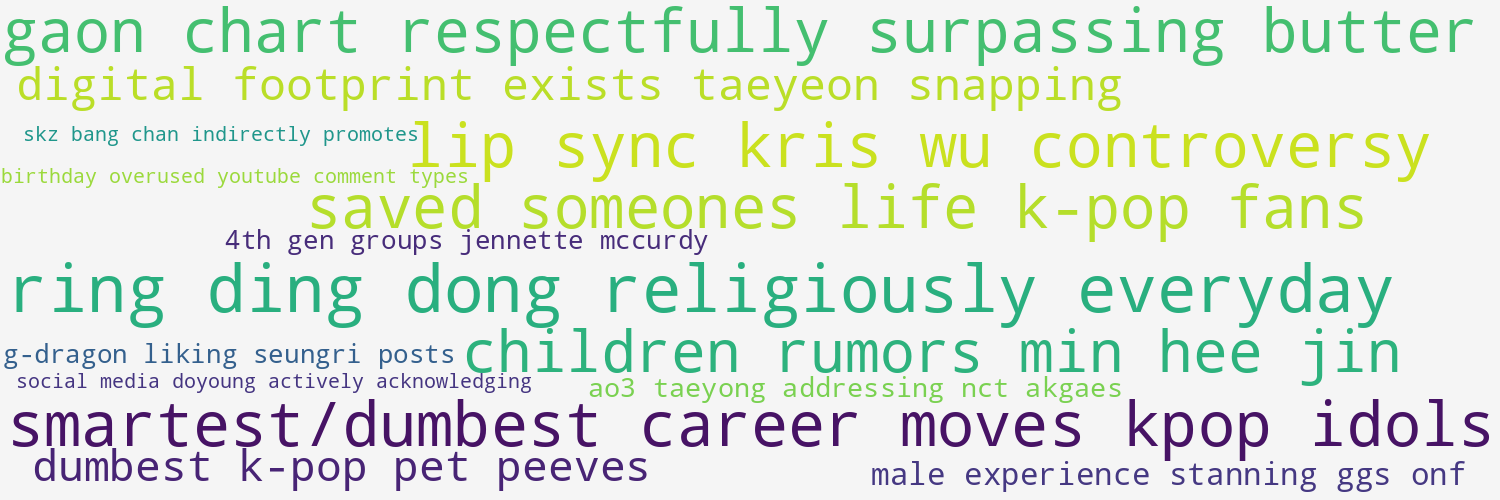 gaon chart respectfully surpassing butter
digital footprint exists taeyeon snapping
skz bang chan indirectly promotes
lip sync kris wu controversy
birthday overused youtube comment types
saved someones life k-pop fans
4th gen groups jennette mccurdy
ring ding dong religiously everyday
g-dragon liking seungri posts
children rumors min hee jin
social media doyoung actively acknowledging
ao3 taeyong addressing nct akgaes
smartest/dumbest career moves kpop idols
dumbest k-pop pet peeves
male experience stanning ggs onf